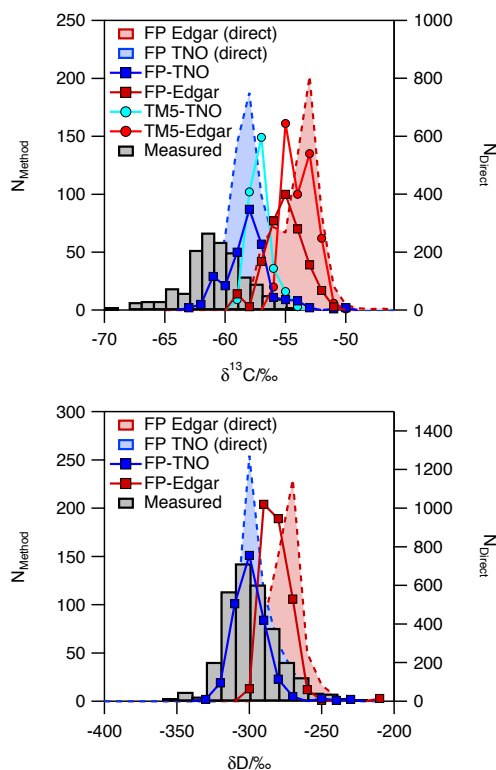 250
200
150
100
50
0
N_Method
FP Edgar (direct)
FP TNO (direct)
FP-TNO
FP-Edgar
TM5-TNO
TM5-Edgar
Measured
1000
800
600
400
200
0
N_Direct
-70 -65 -60 -55 -50
δ¹³C/‰
300
250
200
150
100
50
0
N_Method
FP Edgar (direct)
FP TNO (direct)
FP-TNO
FP-Edgar
Measured
1400
1200
1000
800
600
400
200
0
N_Direct
-400 -350 -300 -250 -200
δD/‰